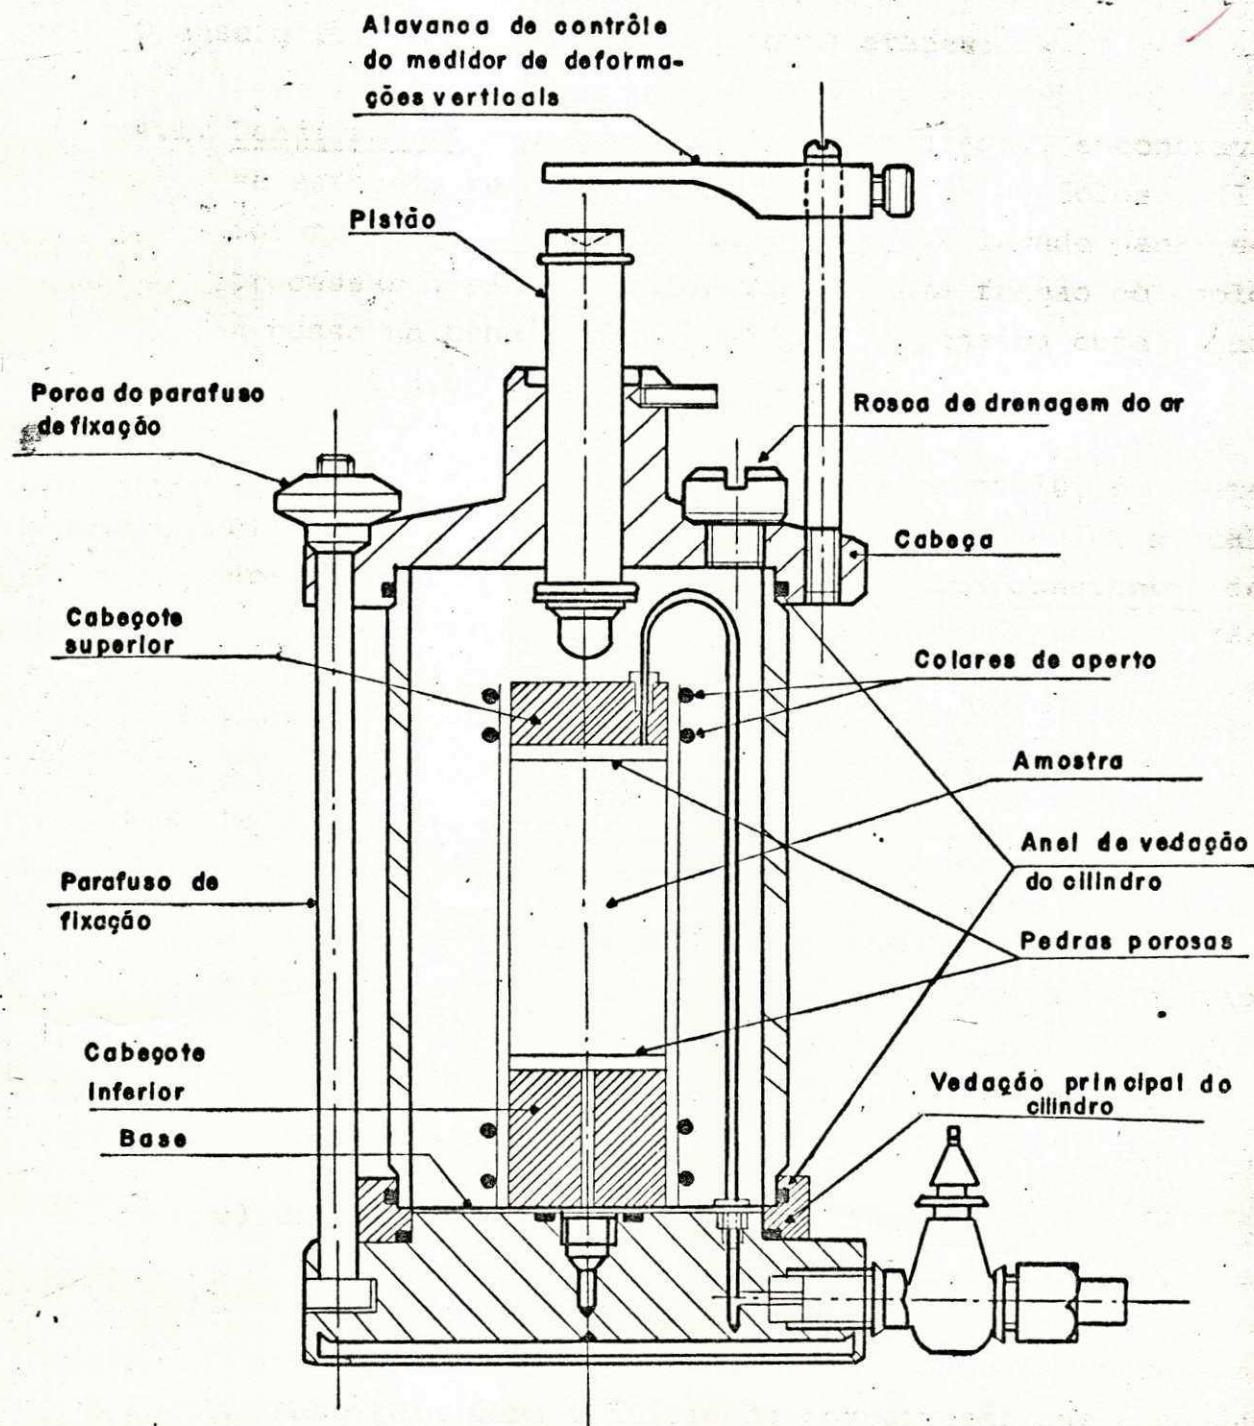 Alavanca de contrôle
do medidor de deforma-
ções verticais
Pistão
Porca do parafuso
de fixação
Rosca de drenagem do ar
Cabeça
Cabeçote
superior
Colares de aperto
Amostra
Anel de vedação
do cilindro
Parafuso de
fixação
Pedras porosas
Cabeçote
inferior
Vedação principal do
cilindro
Base